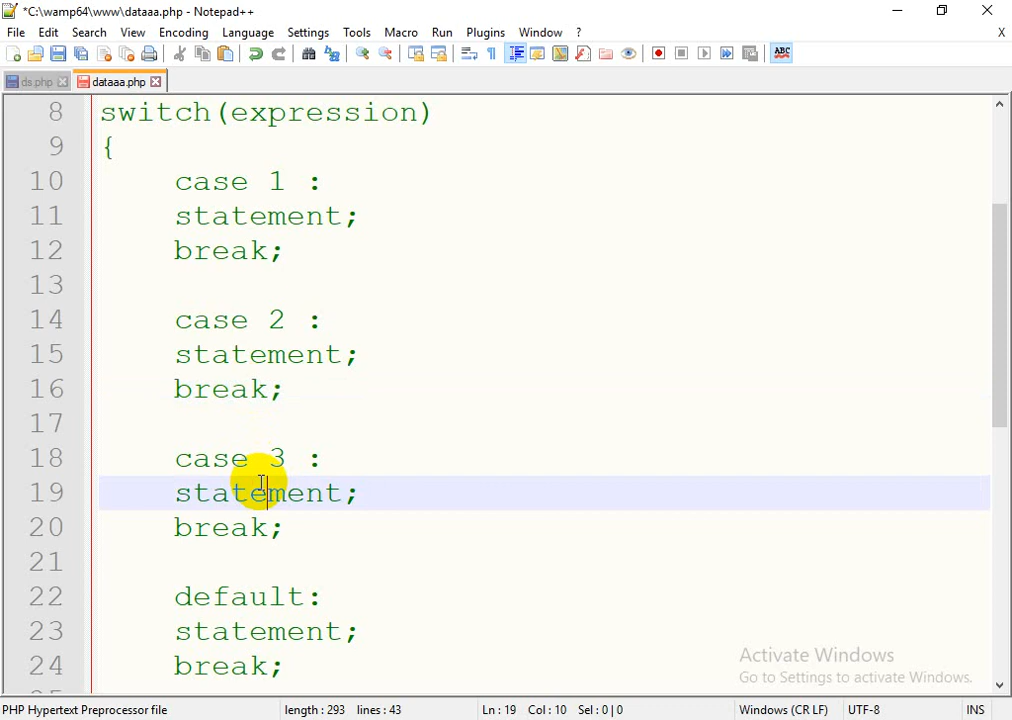 *C:\wamp64\www\dataaa.php - Notepad++
File Edit Search View Encoding Language Settings Tools Macro Run Plugins Window ? X
ds.php dataaa.php
8 switch(expression)
9 {
10 case 1 :
11 statement;
12 break;
13
14 case 2 :
15 statement;
16 break;
17
18 case 3 :
19 statement;
20 break;
21
22 default:
23 statement;
24 break;
Activate Windows
Go to Settings to activate Windows.
PHP Hypertext Preprocessor file length : 293 lines : 43 Ln : 19 Col : 10 Sel : 0 | 0 Windows (CR LF) UTF-8 INS